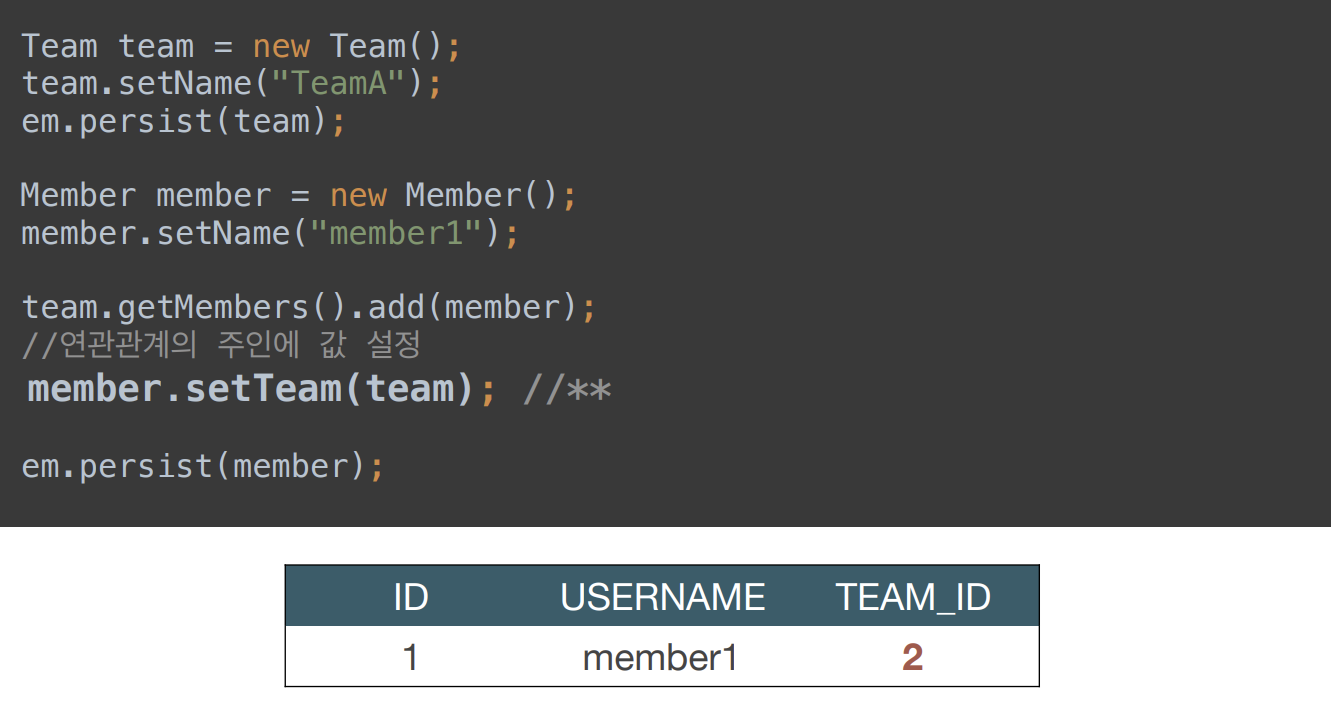 Team team = new Team();
team.setName("TeamA");
em.persist(team);
Member member = new Member();
member.setName("member1");
team.getMembers().add(member);
//연관관계의 주인에 값 설정
member.setTeam(team); //**
em.persist(member);
ID USERNAME TEAM_ID
1 member1 2